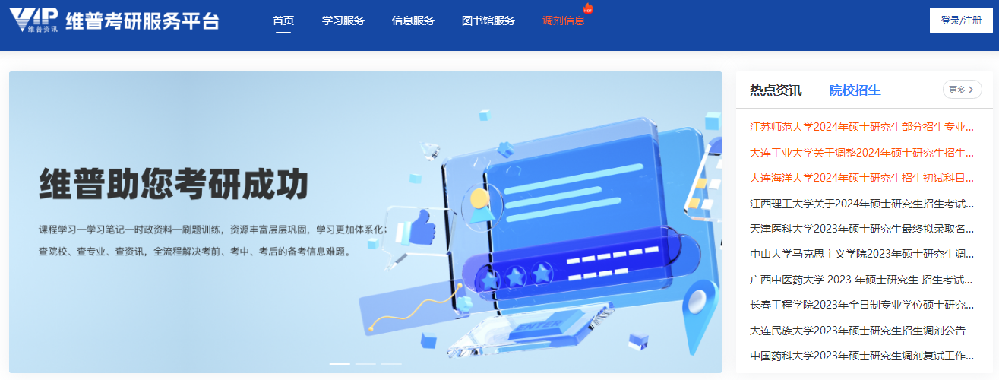 VIP 维普资讯 维普考研服务平台 首页 学习服务 信息服务 图书馆服务 调剂信息 HOT 登录/注册
维普助您考研成功
课程学习—学习笔记—时政资料—刷题训练，资源丰富层层巩固，学习更加体系化；
查院校、查专业、查资讯，全流程解决考前、考中、考后的备考信息难题。
ENTER
热点资讯 院校招生 更多 >
江苏师范大学2024年硕士研究生部分招生专业...
大连工业大学关于调整2024年硕士研究生招生...
大连海洋大学2024年硕士研究生招生初试科目...
江西理工大学关于2024年硕士研究生招生考试...
天津医科大学2023年硕士研究生最终拟录取名...
中山大学马克思主义学院2023年硕士研究生调...
广西中医药大学 2023 年硕士研究生 招生考试...
长春工程学院2023年全日制专业学位硕士研究...
大连民族大学2023年硕士研究生招生调剂公告
中国药科大学2023年硕士研究生调剂复试工作...